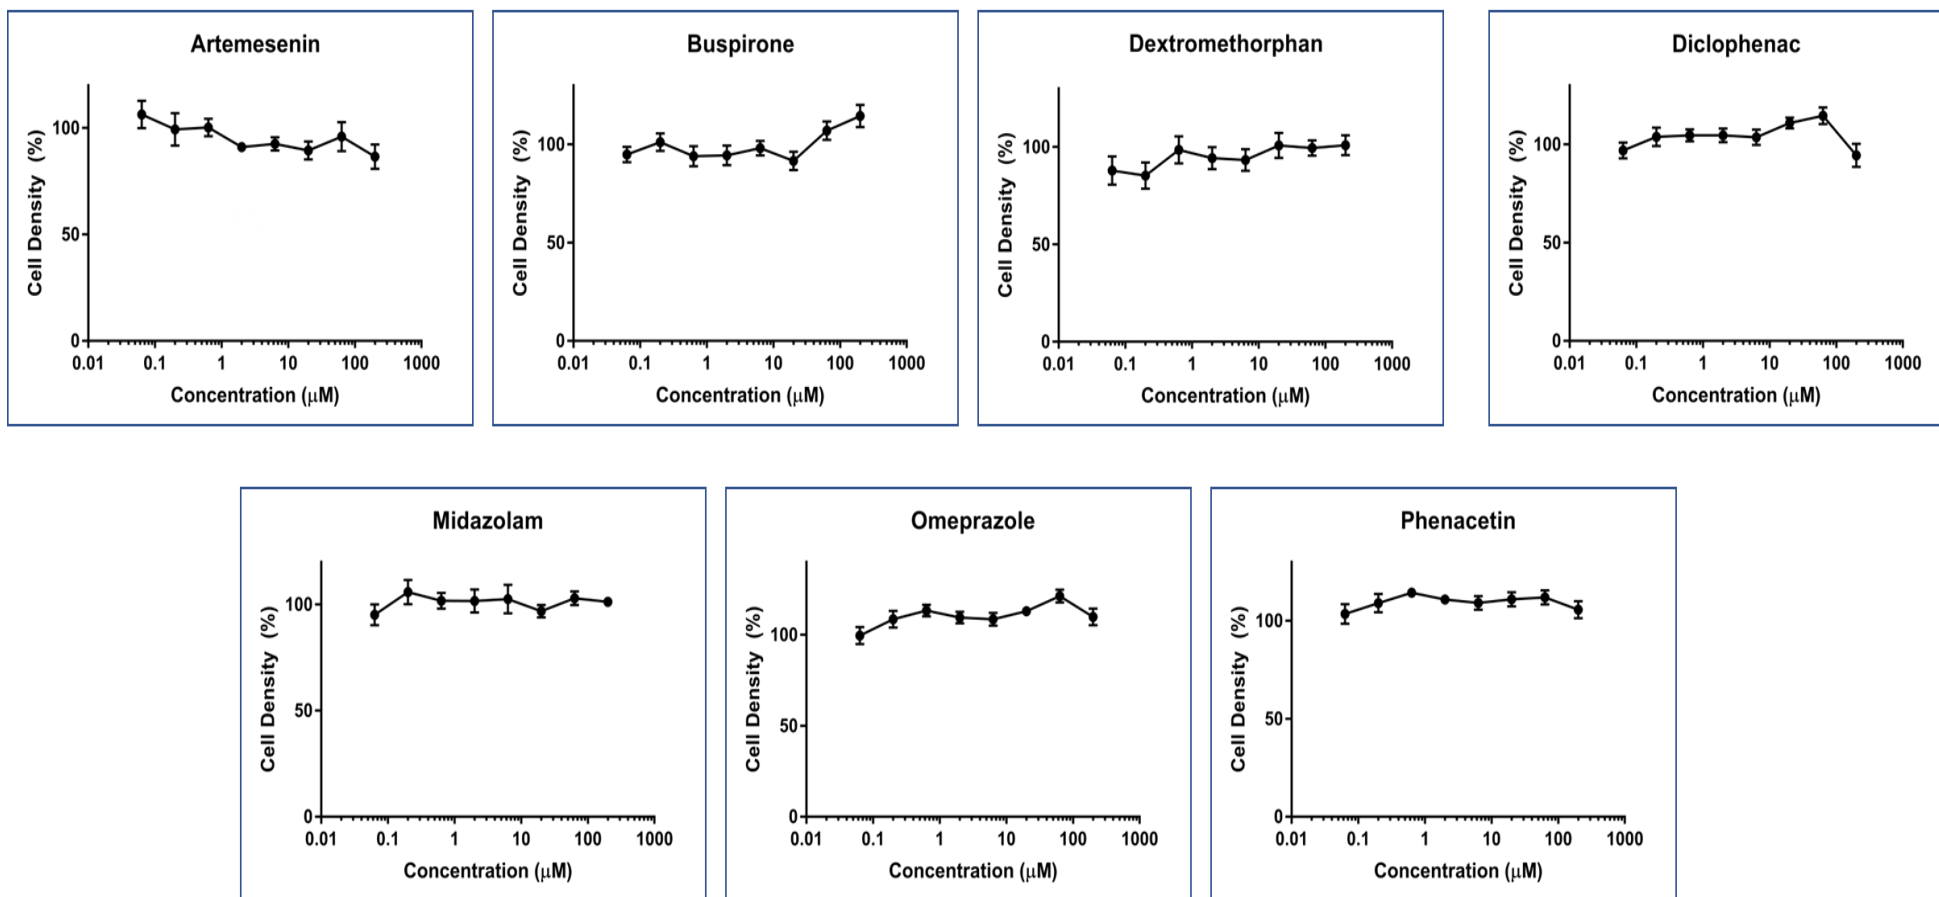 Artemesenin
Cell Density (%)
100
50
0
0.01 0.1 1 10 100 1000
Concentration (μM)
Buspirone
Cell Density (%)
100
50
0
0.01 0.1 1 10 100 1000
Concentration (μM)
Dextromethorphan
Cell Density (%)
100
50
0
0.01 0.1 1 10 100 1000
Concentration (μM)
Diclophenac
Cell Density (%)
100
50
0
0.01 0.1 1 10 100 1000
Concentration (μM)
Midazolam
Cell Density (%)
100
50
0
0.01 0.1 1 10 100 1000
Concentration (μM)
Omeprazole
Cell Density (%)
100
50
0
0.01 0.1 1 10 100 1000
Concentration (μM)
Phenacetin
Cell Density (%)
100
50
0
0.01 0.1 1 10 100 1000
Concentration (μM)